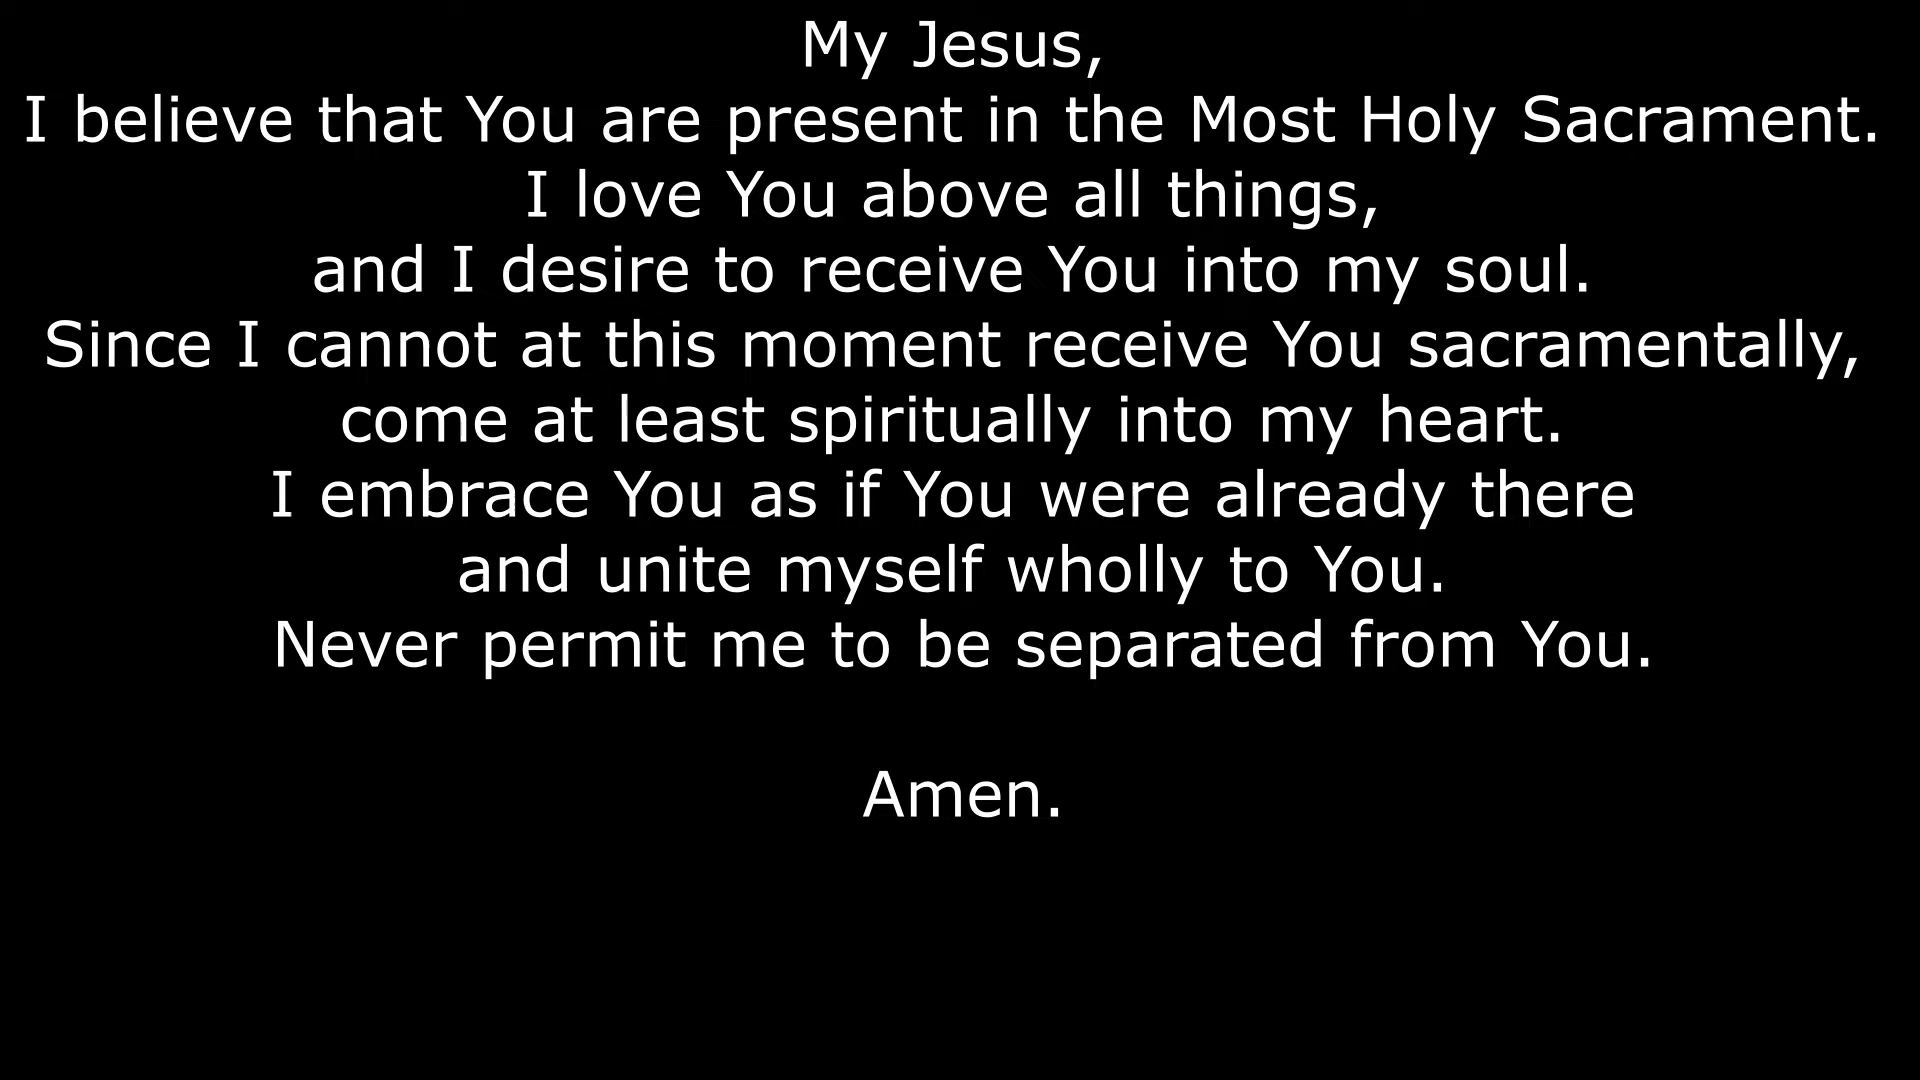 My Jesus,
I believe that You are present in the Most Holy Sacrament.
I love You above all things,
and I desire to receive You into my soul.
Since I cannot at this moment receive You sacramentally,
come at least spiritually into my heart.
I embrace You as if You were already there
and unite myself wholly to You.
Never permit me to be separated from You.
Amen.